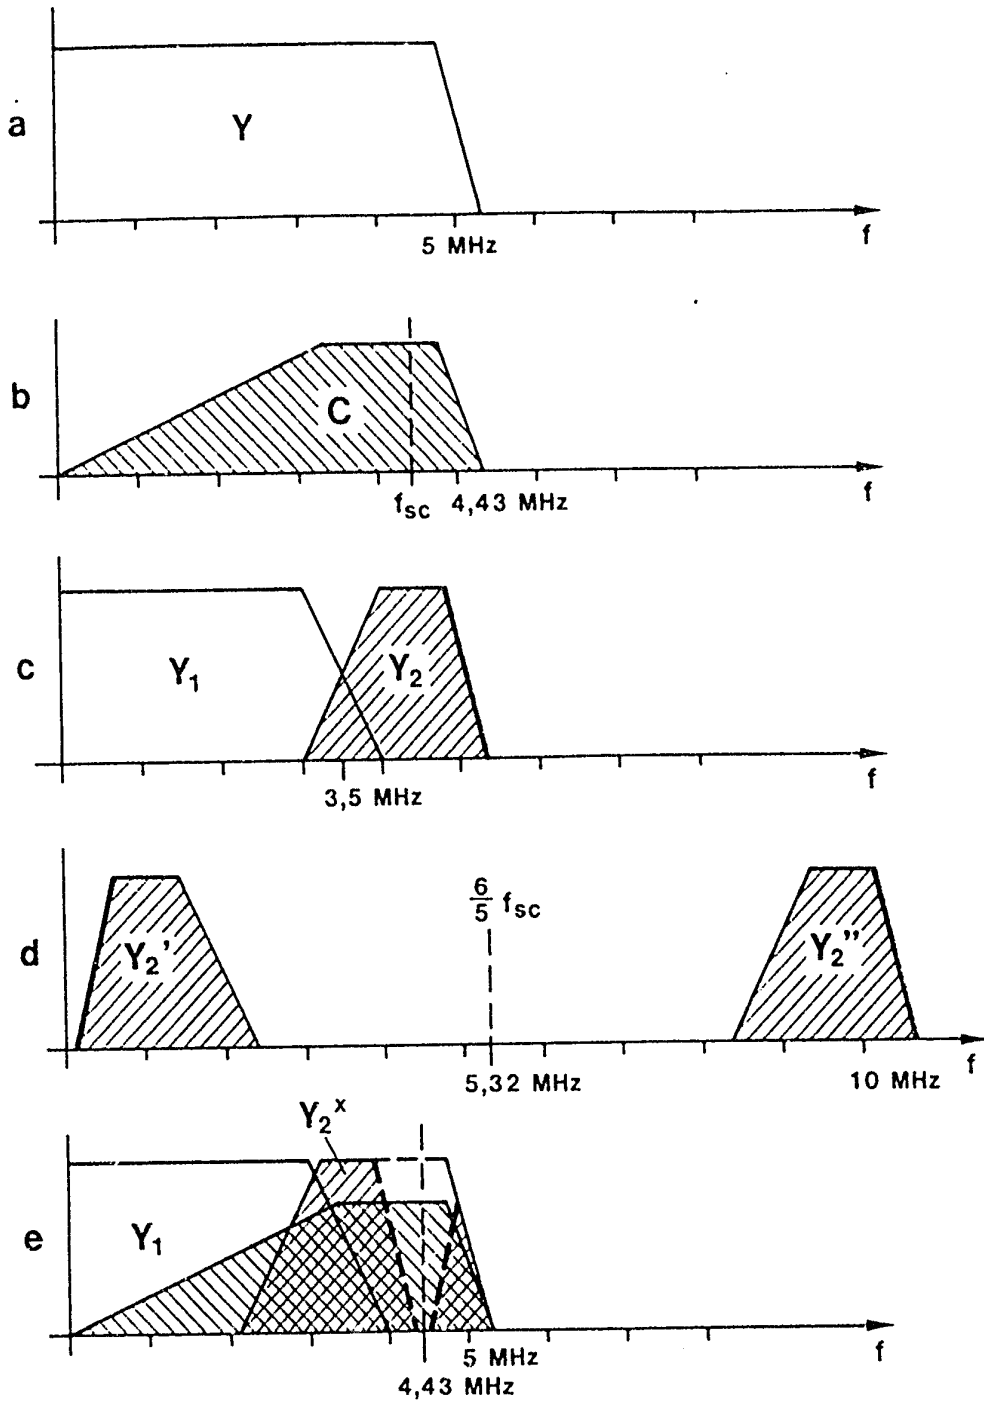 a
Y
5 MHz
f
b
C
f_sc 4,43 MHz
f
c
Y₁
Y₂
3,5 MHz
f
d
Y₂'
6/5 f_sc
Y₂''
5,32 MHz
10 MHz
f
e
Y₂ˣ
Y₁
5 MHz
4,43 MHz
f